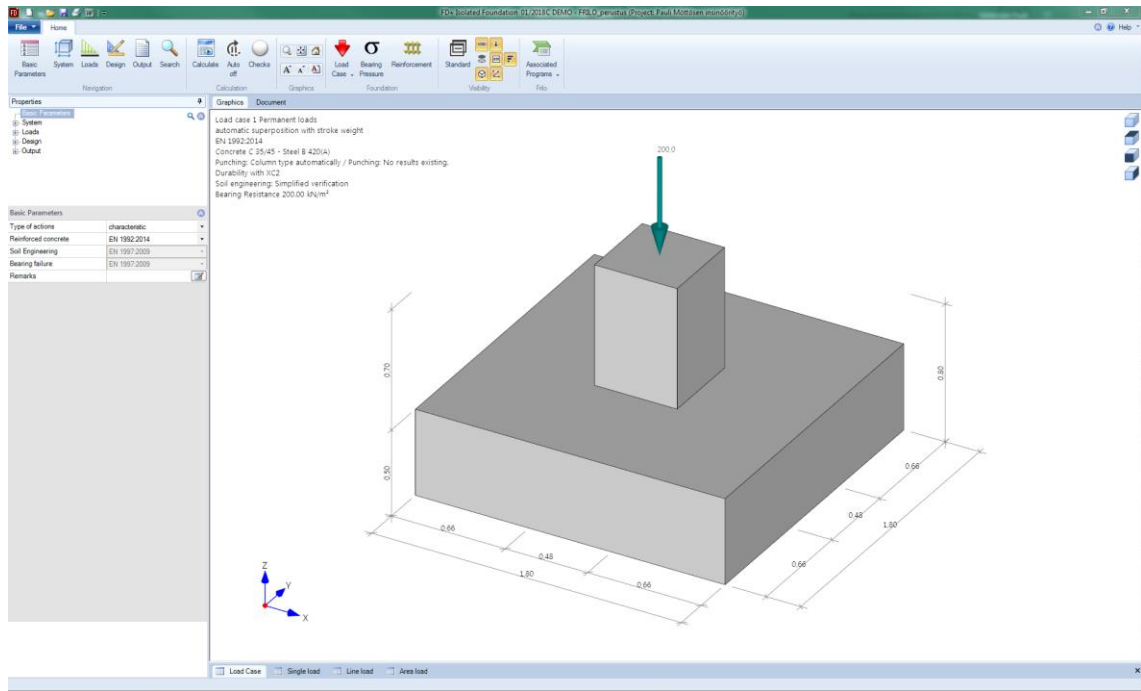 FD+ Isolated Foundation 01/2018C DEMO - FRILO_perustus (Project: Pauli Möttösen insinöörityö)
File Home Help
Basic Parameters
System
Loads
Design
Output
Search
Navigation
Calculate
Auto off
Checks
Calculation
Graphics
Load Case
Bearing Pressure
Reinforcement
Foundation
Standard
Visibility
Associated Programs
Frilo
Properties
Basic Parameters
System
Loads
Design
Output
Basic Parameters
Type of actions characteristic
Reinforced concrete EN 1992:2014
Soil Engineering EN 1997:2009
Bearing failure EN 1997:2009
Remarks
Graphics Document
Load case 1 Permanent loads
automatic superposition with stroke weight
EN 1992:2014
Concrete C 35/45 - Steel B 420(A)
Punching: Column type automatically / Punching: No results existing.
Durability with XC2
Soil engineering: Simplified verification
Bearing Resistance 200.00 kN/m²
200.0
0.70
0.50
0.80
0.66
0.48
0.66
1.80
0.66
0.48
0.66
1.80
Z
Y
X
Load Case Single load Line load Area load